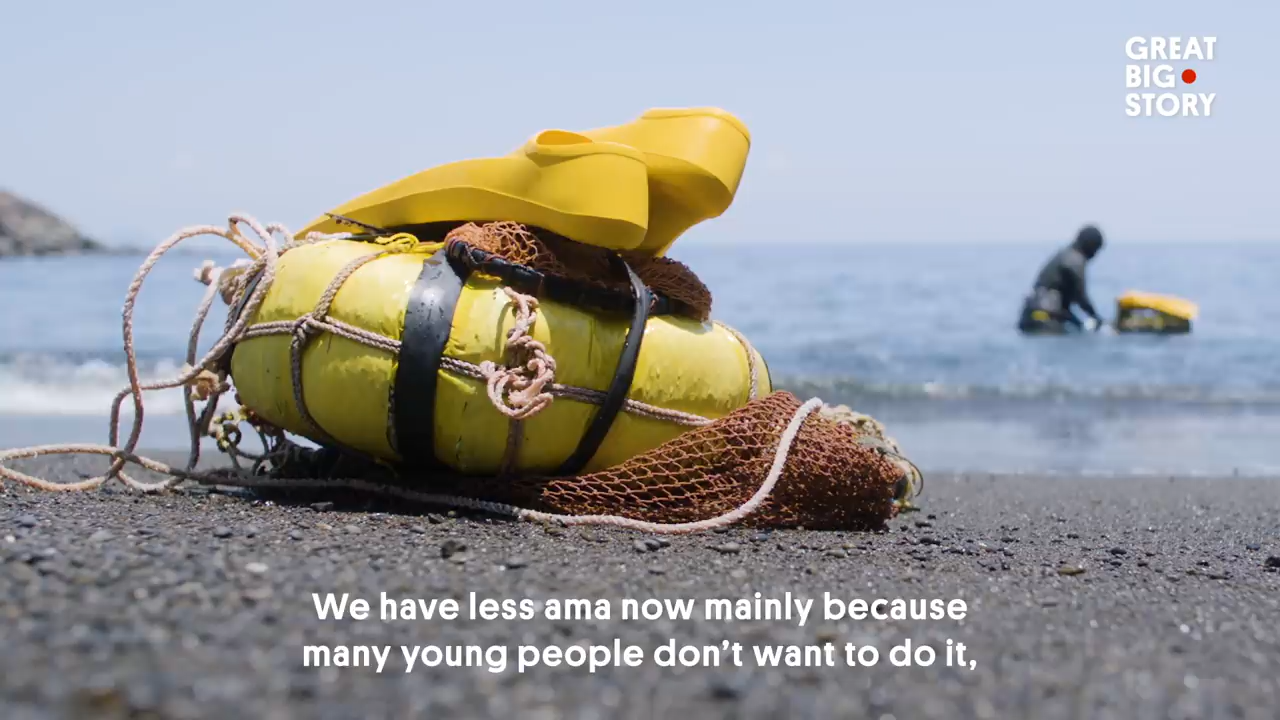 GREAT
BIG
STORY
We have less ama now mainly because
many young people don't want to do it,